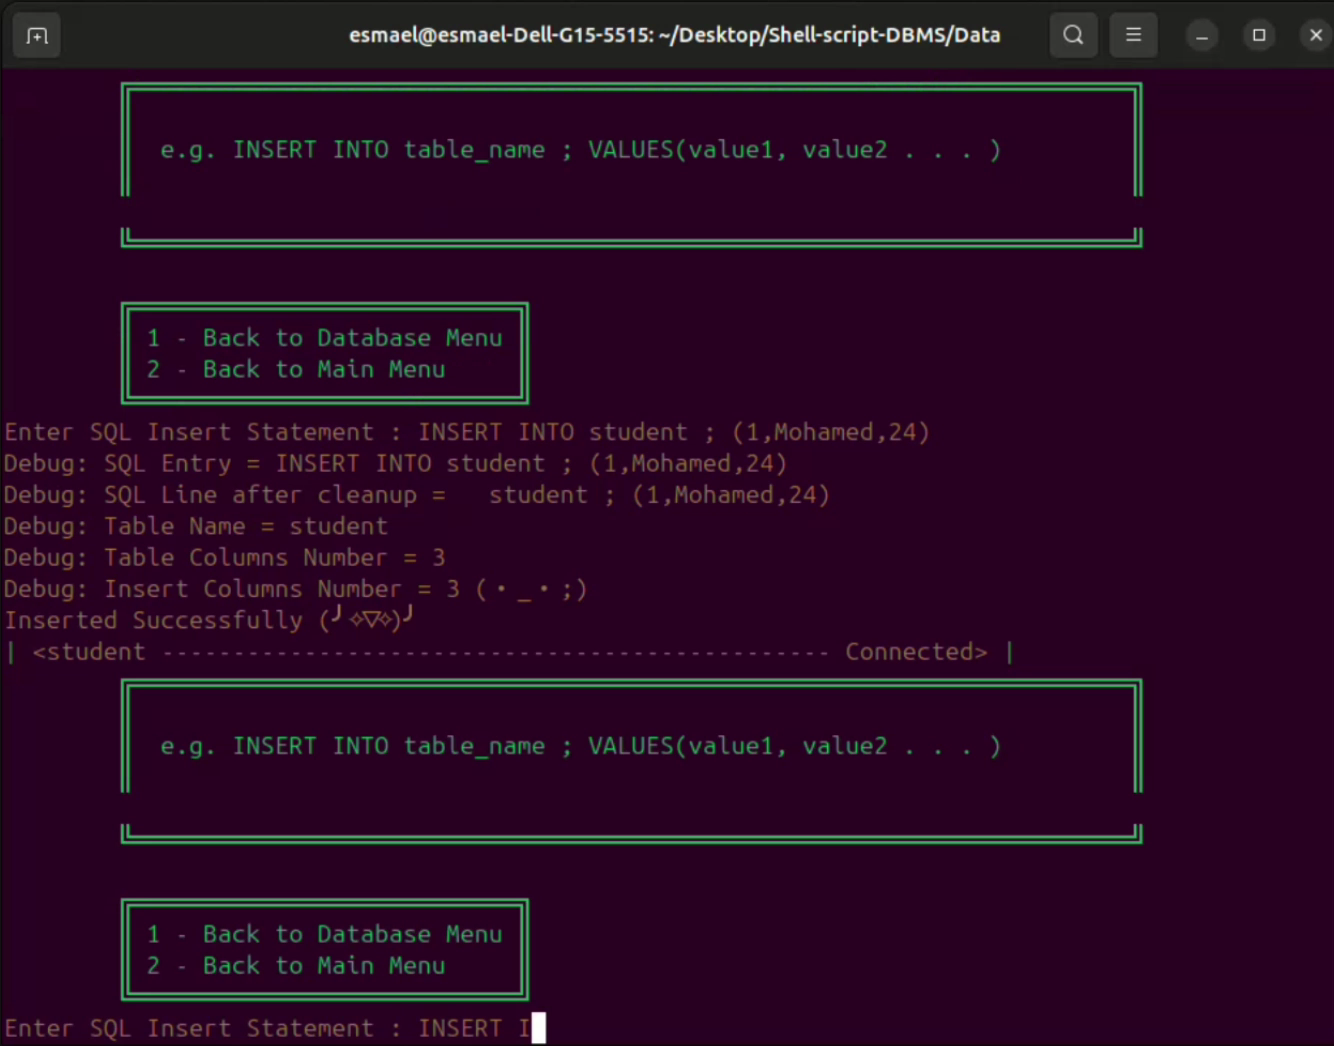 esmael@esmael-Dell-G15-5515: ~/Desktop/Shell-script-DBMS/Data
e.g. INSERT INTO table_name ; VALUES(value1, value2 . . . )
1 - Back to Database Menu
2 - Back to Main Menu
Enter SQL Insert Statement : INSERT INTO student ; (1,Mohamed,24)
Debug: SQL Entry = INSERT INTO student ; (1,Mohamed,24)
Debug: SQL Line after cleanup =   student ; (1,Mohamed,24)
Debug: Table Name = student
Debug: Table Columns Number = 3
Debug: Insert Columns Number = 3 (・_・;)
Inserted Successfully (╯✧▽✧)╯
| <student ----------------------------------------------- Connected> |
e.g. INSERT INTO table_name ; VALUES(value1, value2 . . . )
1 - Back to Database Menu
2 - Back to Main Menu
Enter SQL Insert Statement : INSERT I